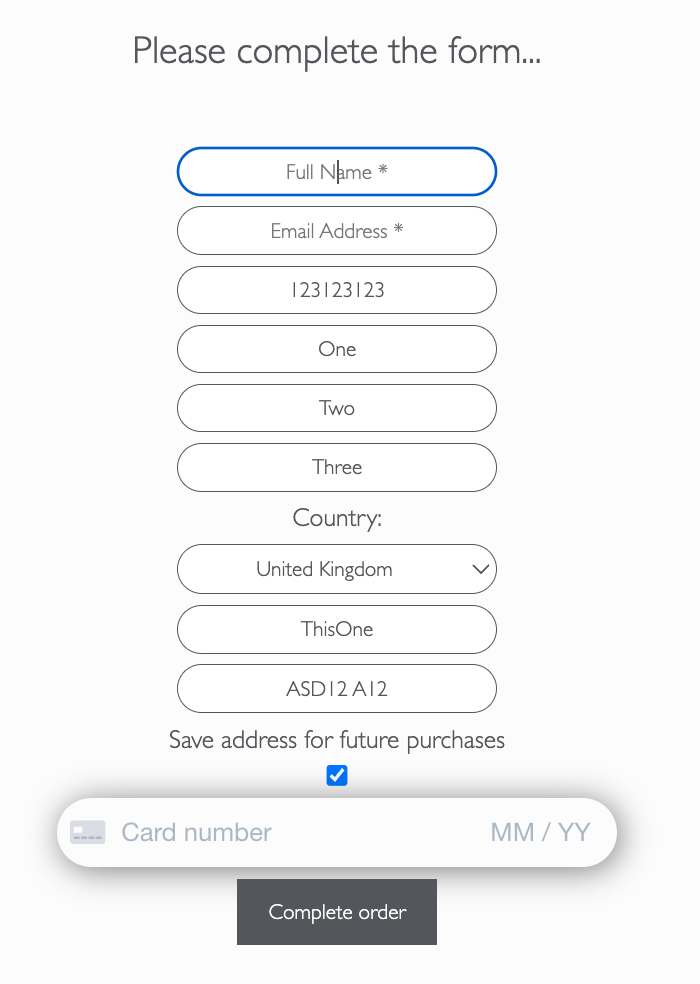 Please complete the form...
Full Name *
Email Address *
123123123
One
Two
Three
Country:
United Kingdom
ThisOne
ASD12 A12
Save address for future purchases
Card number MM / YY
Complete order